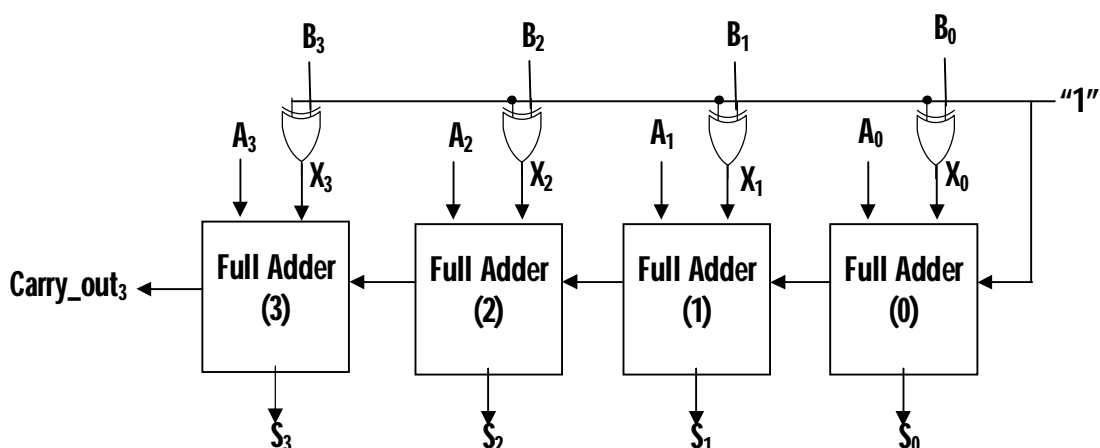 B₃ B₂ B₁ B₀
“1”
A₃ A₂ A₁ A₀
X₃ X₂ X₁ X₀
Full Adder (3)
Full Adder (2)
Full Adder (1)
Full Adder (0)
Carry_out₃
S₃ S₂ S₁ S₀